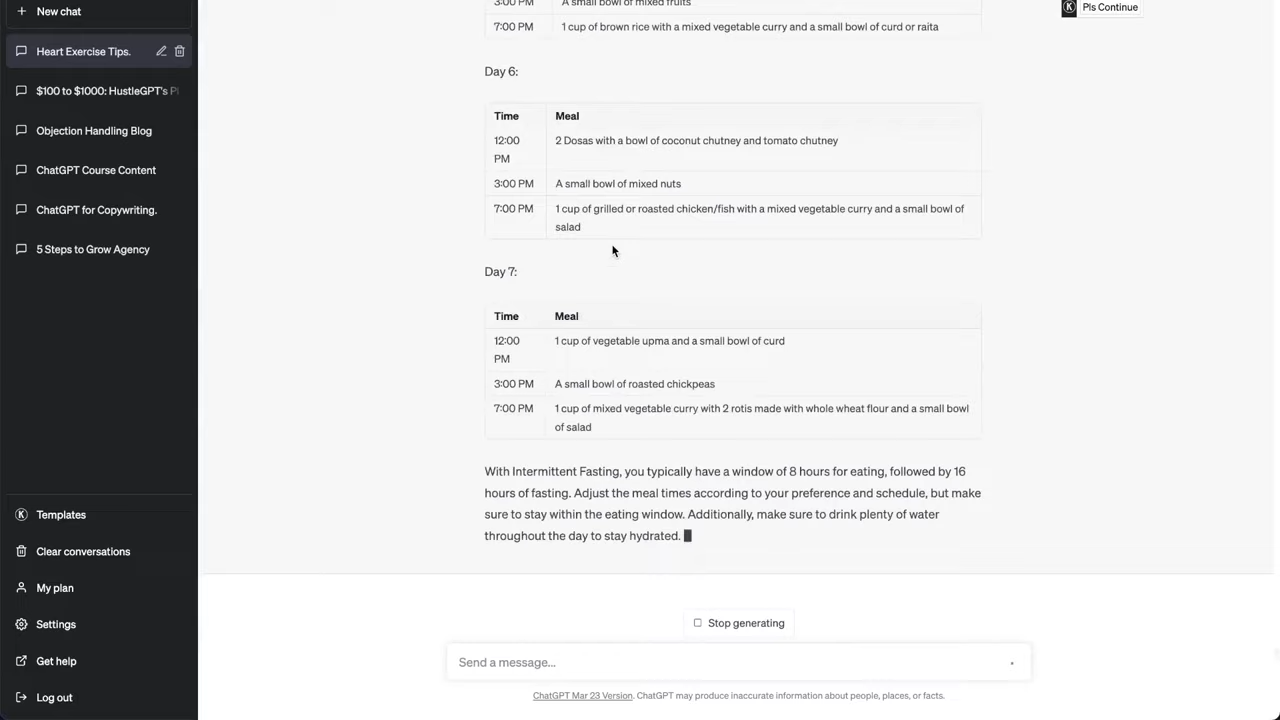 + New chat
Heart Exercise Tips.
$100 to $1000: HustleGPT's Pl
Objection Handling Blog
ChatGPT Course Content
ChatGPT for Copywriting.
5 Steps to Grow Agency
Templates
Clear conversations
My plan
Settings
Get help
Log out
K Pls Continue
3:00 PM A small bowl of mixed fruits
7:00 PM 1 cup of brown rice with a mixed vegetable curry and a small bowl of curd or raita
Day 6:
Time Meal
12:00 2 Dosas with a bowl of coconut chutney and tomato chutney
PM
3:00 PM A small bowl of mixed nuts
7:00 PM 1 cup of grilled or roasted chicken/fish with a mixed vegetable curry and a small bowl of
salad
Day 7:
Time Meal
12:00 1 cup of vegetable upma and a small bowl of curd
PM
3:00 PM A small bowl of roasted chickpeas
7:00 PM 1 cup of mixed vegetable curry with 2 rotis made with whole wheat flour and a small bowl
of salad
With Intermittent Fasting, you typically have a window of 8 hours for eating, followed by 16
hours of fasting. Adjust the meal times according to your preference and schedule, but make
sure to stay within the eating window. Additionally, make sure to drink plenty of water
throughout the day to stay hydrated.
Stop generating
Send a message...
ChatGPT Mar 23 Version. ChatGPT may produce inaccurate information about people, places, or facts.